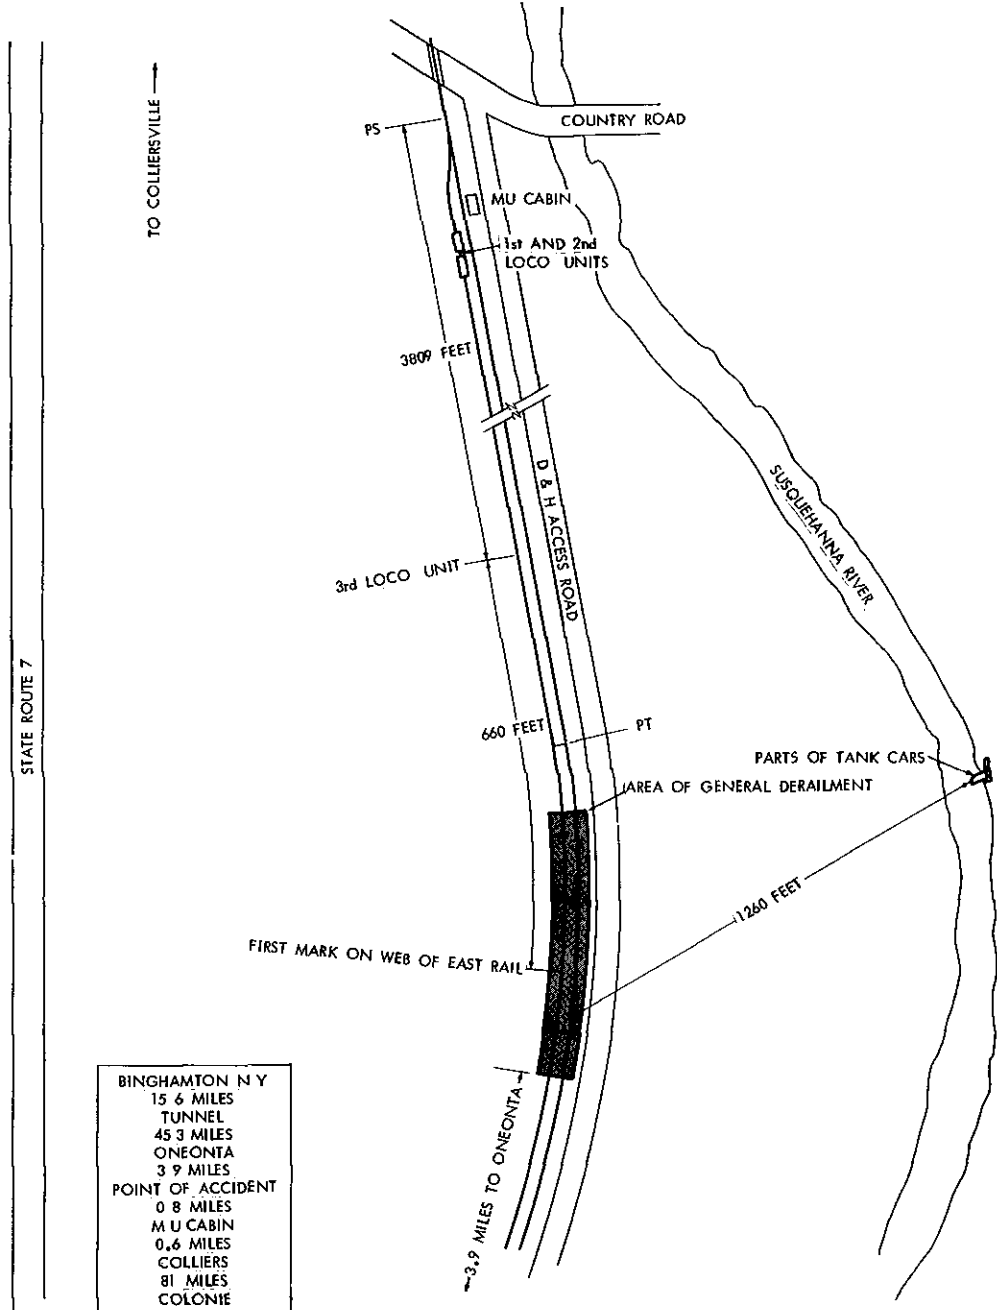 TO COLLIERSVILLE
PS
COUNTRY ROAD
MU CABIN
1st AND 2nd
LOCO UNITS
3809 FEET
D & H ACCESS ROAD
SUSQUEHANNA RIVER
3rd LOCO UNIT
STATE ROUTE 7
660 FEET
PT
PARTS OF TANK CARS
AREA OF GENERAL DERAILMENT
1260 FEET
FIRST MARK ON WEB OF EAST RAIL
3.9 MILES TO ONEONTA
BINGHAMTON N Y
15 6 MILES
TUNNEL
45 3 MILES
ONEONTA
3 9 MILES
POINT OF ACCIDENT
0 8 MILES
M U CABIN
0.6 MILES
COLLIERS
81 MILES
COLONIE